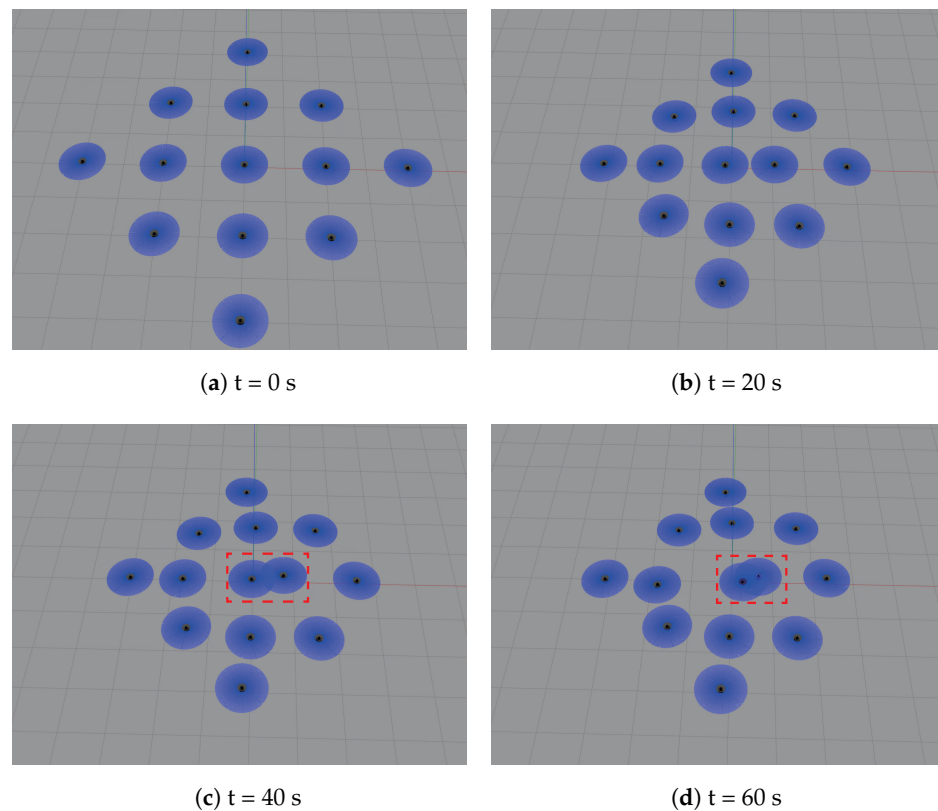 (a) t = 0 s
(b) t = 20 s
(c) t = 40 s
(d) t = 60 s